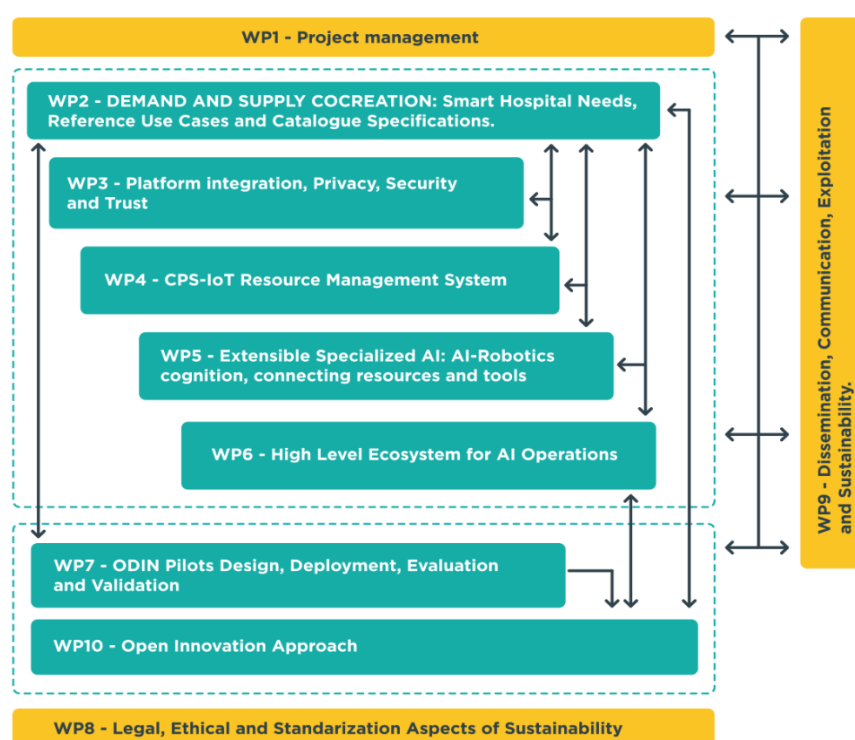 WP1 - Project management
WP2 - DEMAND AND SUPPLY COCREATION: Smart Hospital Needs,
Reference Use Cases and Catalogue Specifications.
WP3 - Platform integration, Privacy, Security
and Trust
WP4 - CPS-IoT Resource Management System
WP5 - Extensible Specialized AI: AI-Robotics
cognition, connecting resources and tools
WP6 - High Level Ecosystem for AI Operations
WP7 - ODIN Pilots Design, Deployment, Evaluation
and Validation
WP10 - Open Innovation Approach
WP8 - Legal, Ethical and Standarization Aspects of Sustainability
WP9 - Dissemination, Communication, Exploitation
and Sustainability.